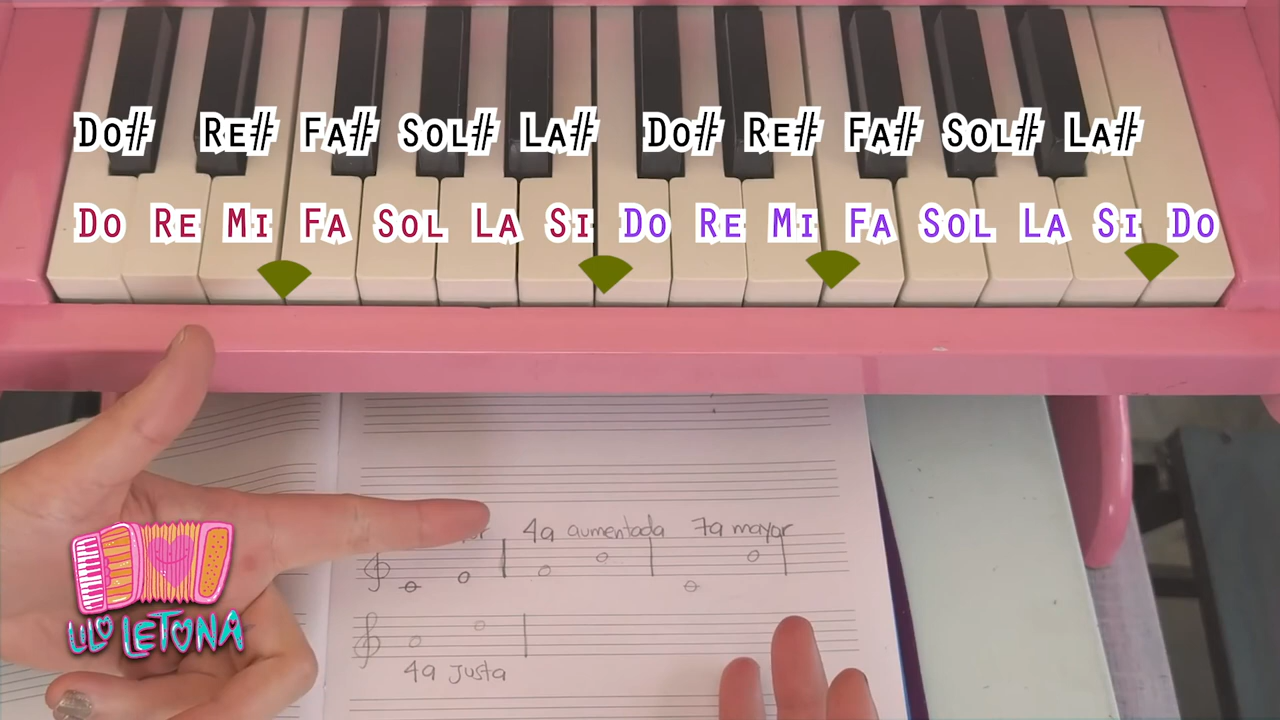 Do# Re# Fa# Sol# La# Do# Re# Fa# Sol# La#
Do Re Mi Fa Sol La Si Do Re Mi Fa Sol La Si Do
4a aumentada 7a mayor
4a Justa
LILO LETONA